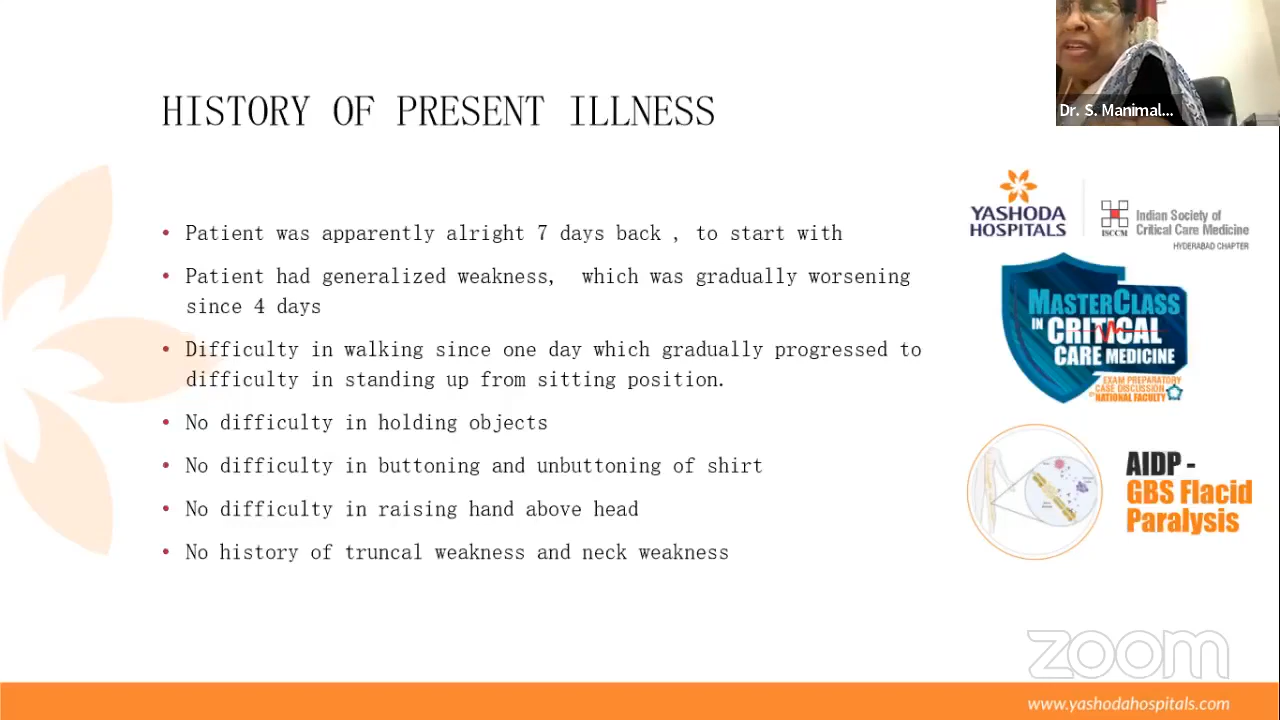 Dr. S. Manimal...
HISTORY OF PRESENT ILLNESS
• Patient was apparently alright 7 days back , to start with
• Patient had generalized weakness, which was gradually worsening
since 4 days
• Difficulty in walking since one day which gradually progressed to
difficulty in standing up from sitting position.
• No difficulty in holding objects
• No difficulty in buttoning and unbuttoning of shirt
• No difficulty in raising hand above head
• No history of truncal weakness and neck weakness
YASHODA
HOSPITALS
ISCCM
Indian Society of
Critical Care Medicine
HYDERABAD CHAPTER
MASTERCLASS
IN CRITICAL
CARE MEDICINE
EXAM PREPARATORY
CASE DISCUSSION
NATIONAL FACULTY
AIDP -
GBS Flacid
Paralysis
zoom
www.yashodahospitals.com